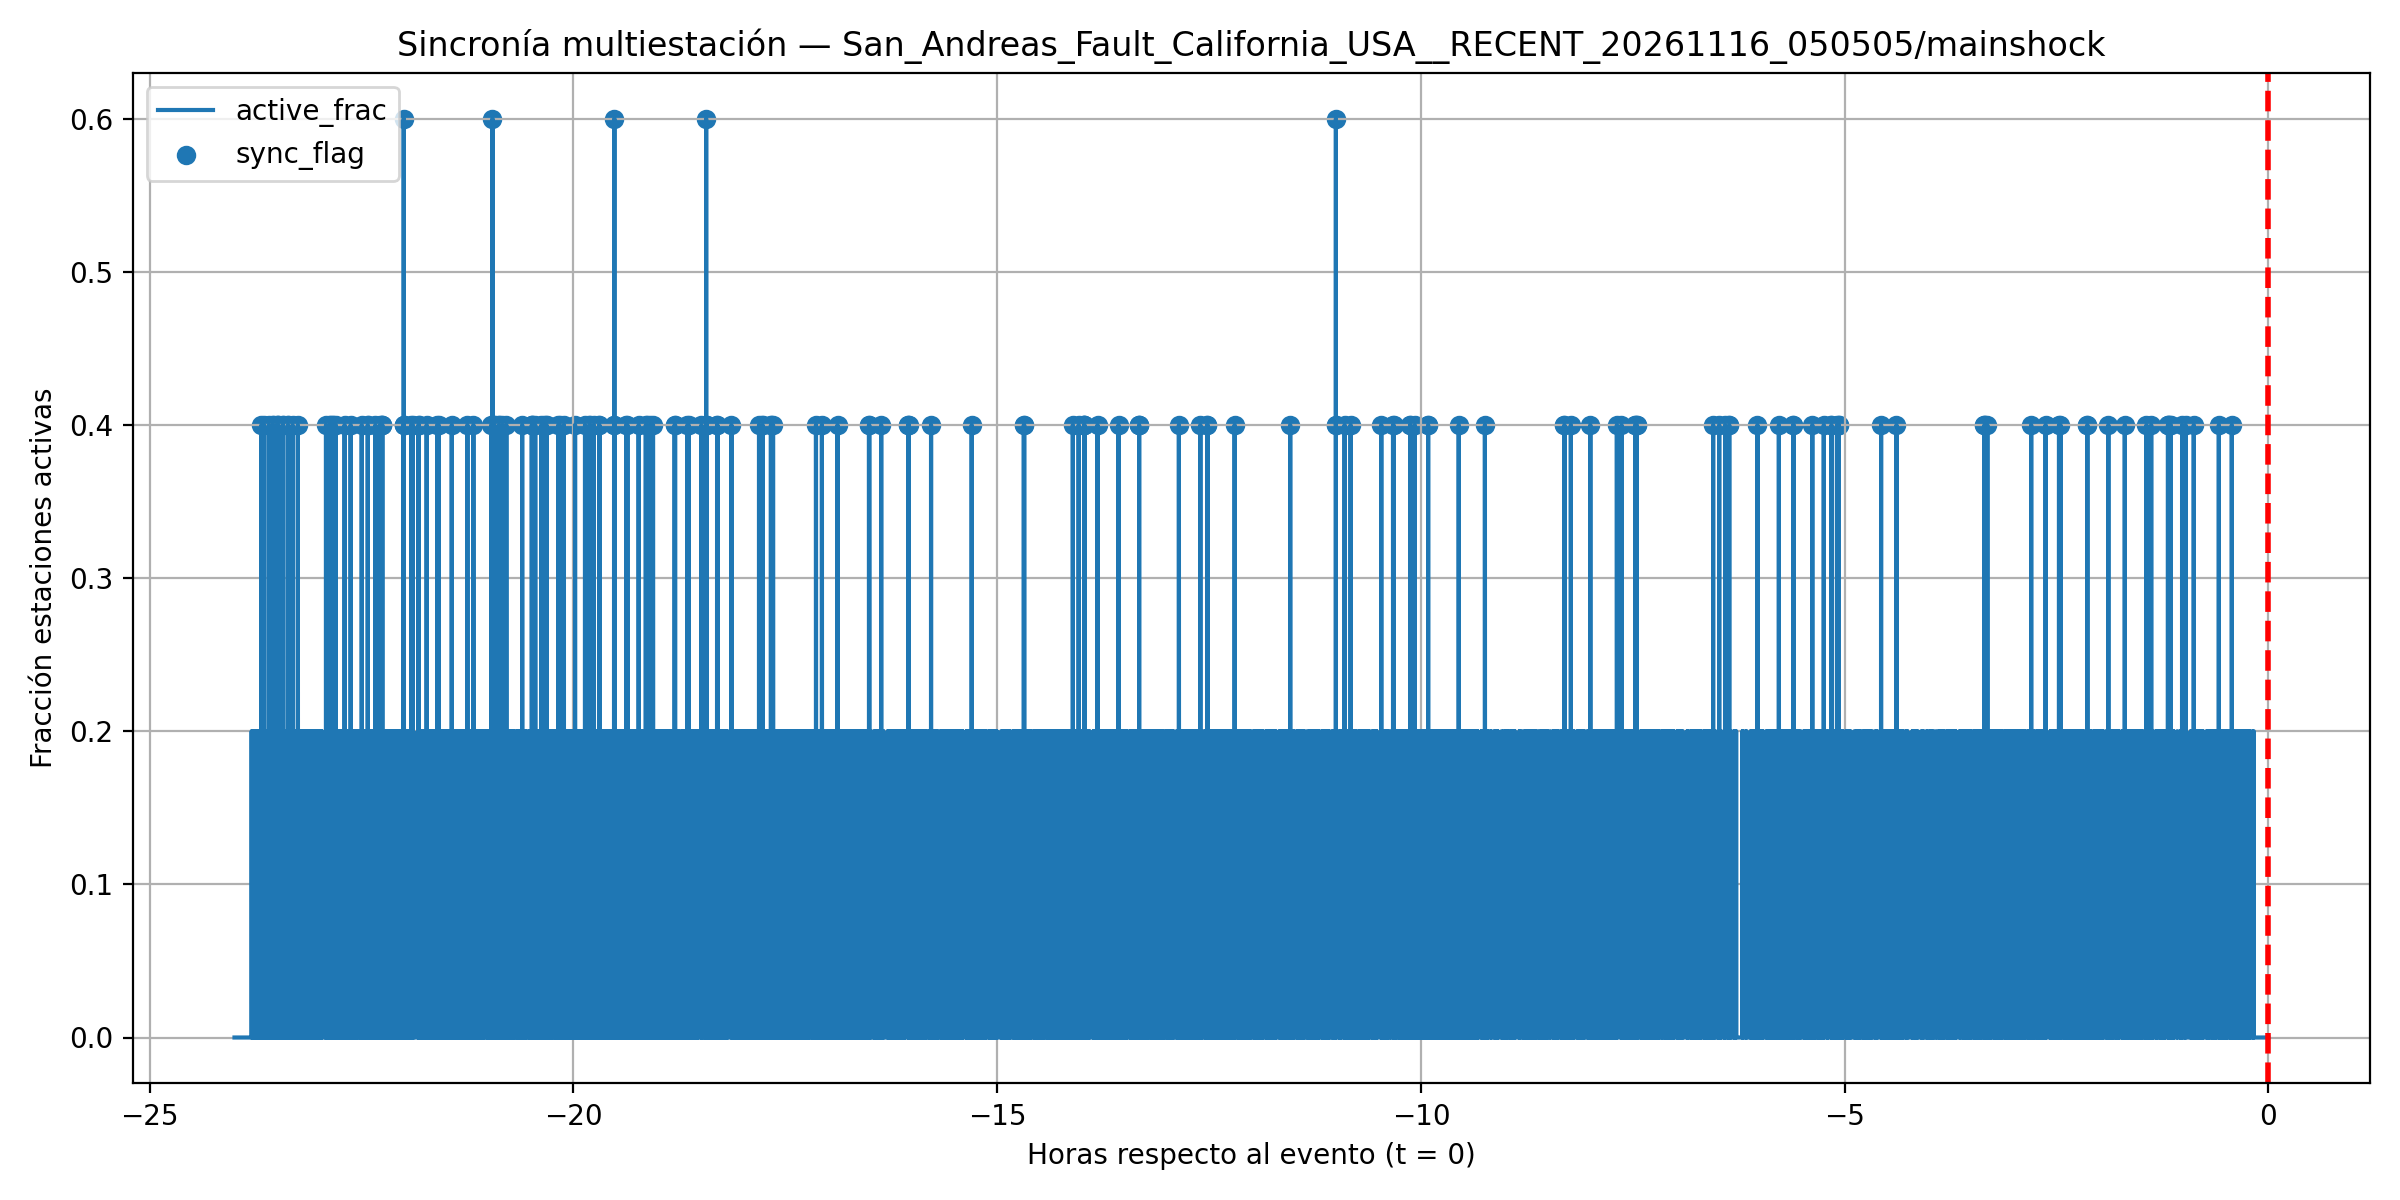 Sincronía multiestación — San_Andreas_Fault_California_USA__RECENT_20261116_050505/mainshock
active_frac
sync_flag
Fracción estaciones activas
0.6
0.5
0.4
0.3
0.2
0.1
0.0
−25
−20
−15
−10
−5
0
Horas respecto al evento (t = 0)